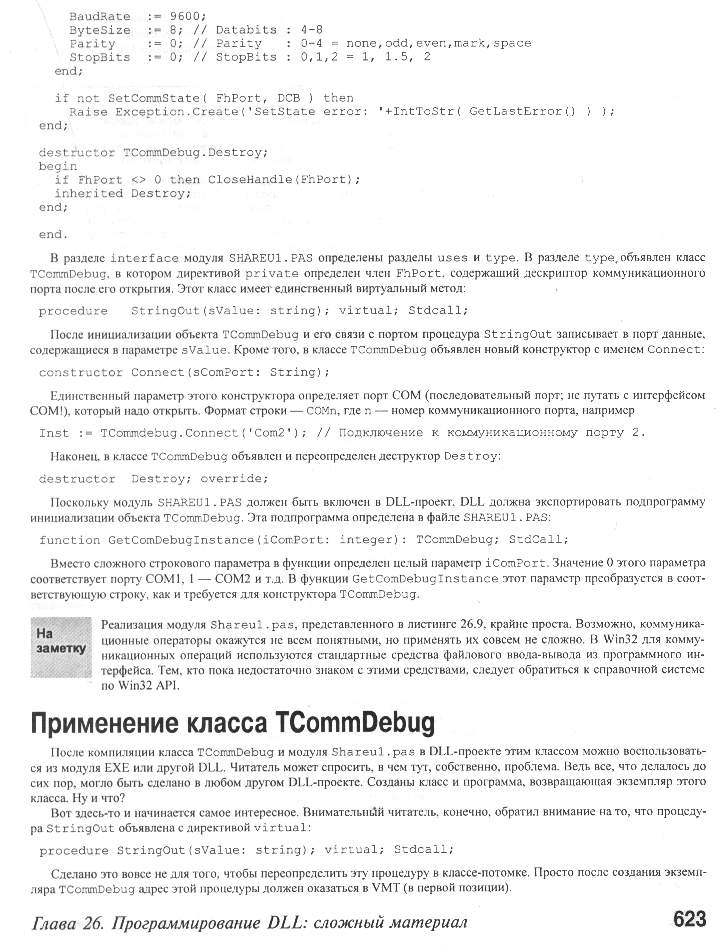 BaudRate := 9600;
ByteSize := 8; // Databits : 4-8
Parity := 0; // Parity : 0-4 = none,odd,even,mark,space
StopBits := 0; // StopBits : 0,1,2 = 1, 1.5, 2
end;
if not SetCommState( FhPort, DCB ) then
Raise Exception.Create('SetState error: '+IntToStr( GetLastError() ) );
end;
destructor TCommDebug.Destroy;
begin
if FhPort <> 0 then CloseHandle(FhPort);
inherited Destroy;
end;
end.
В разделе interface модуля SHAREU1.PAS определены разделы uses и type. В разделе type объявлен класс
TCommDebug, в котором директивой private определен член FhPort, содержащий дескриптор коммуникационного
порта после его открытия. Этот класс имеет единственный виртуальный метод:
procedure StringOut(sValue: string); virtual; Stdcall;
После инициализации объекта TCommDebug и его связи с портом процедура StringOut записывает в порт данные,
содержащиеся в параметре sValue. Кроме того, в классе TCommDebug объявлен новый конструктор с именем Connect:
constructor Connect(sComPort: String);
Единственный параметр этого конструктора определяет порт COM (последовательный порт; не путать с интерфейсом
COM!), который надо открыть. Формат строки — COMn, где n — номер коммуникационного порта, например
Inst := TCommdebug.Connect('Com2'); // Подключение к коммуникационному порту 2.
Наконец, в классе TCommDebug объявлен и переопределен деструктор Destroy:
destructor Destroy; override;
Поскольку модуль SHAREU1.PAS должен быть включен в DLL-проект, DLL должна экспортировать подпрограмму
инициализации объекта TCommDebug. Эта подпрограмма определена в файле SHAREU1.PAS:
function GetComDebugInstance(iComPort: integer): TCommDebug; StdCall;
Вместо сложного строкового параметра в функции определен целый параметр iComPort. Значение 0 этого параметра
соответствует порту COM1, 1 — COM2 и т.д. В функции GetComDebugInstance этот параметр преобразуется в соот-
ветствующую строку, как и требуется для конструктора TCommDebug.
На
заметку
Реализация модуля Shareu1.pas, представленного в листинге 26.9, крайне проста. Возможно, коммуника-
ционные операторы окажутся не всем понятными, но применять их совсем не сложно. В Win32 для комму-
никационных операций используются стандартные средства файлового ввода-вывода из программного ин-
терфейса. Тем, кто пока недостаточно знаком с этими средствами, следует обратиться к справочной системе
по Win32 API.
Применение класса TCommDebug
После компиляции класса TCommDebug и модуля Shareu1.pas в DLL-проекте этим классом можно воспользовать-
ся из модуля EXE или другой DLL. Читатель может спросить, в чем тут, собственно, проблема. Ведь все, что делалось до
сих пор, могло быть сделано в любом другом DLL-проекте. Созданы класс и программа, возвращающая экземпляр этого
класса. Ну и что?
Вот здесь-то и начинается самое интересное. Внимательный читатель, конечно, обратил внимание на то, что процеду-
ра StringOut объявлена с директивой virtual:
procedure StringOut(sValue: string); virtual; Stdcall;
Сделано это вовсе не для того, чтобы переопределить эту процедуру в классе-потомке. Просто после создания экземп-
ляра TCommDebug адрес этой процедуры должен оказаться в VMT (в первой позиции).
Глава 26. Программирование DLL: сложный материал
623